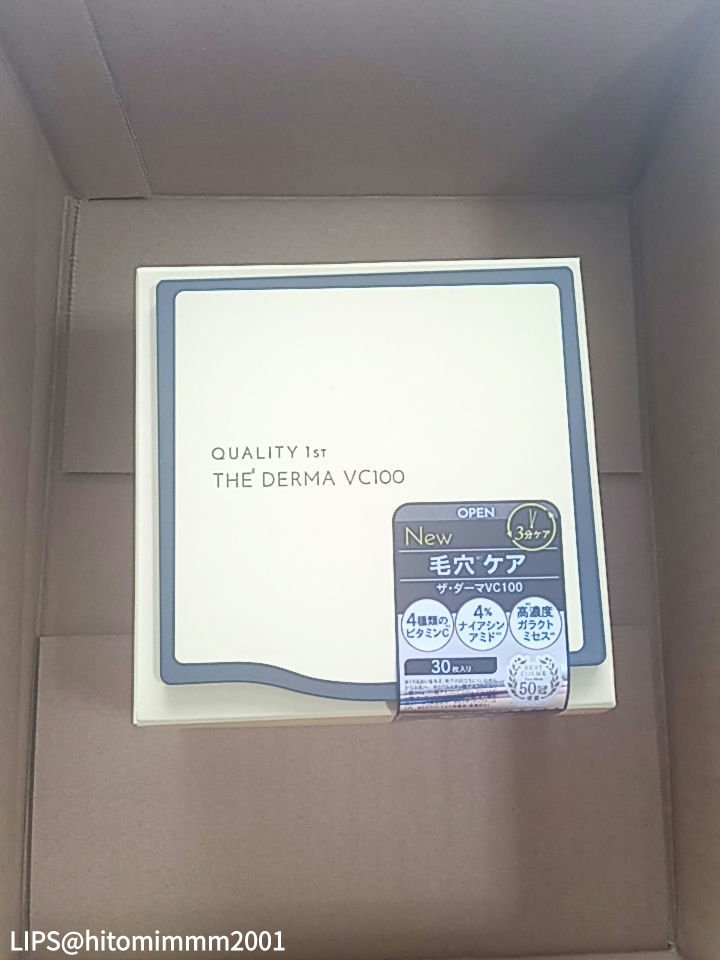 QUALITY 1ST
THE DERMA VC100
OPEN
New
3分ケア
毛穴ケア
ザ・ダーマVC100
4種類の
ビタミンC
4%
ナイアシン
アミド
高濃度
ガラクト
ミセス
30枚入り
BEST
COSME
50冠
LIPS@hitomimmm2001